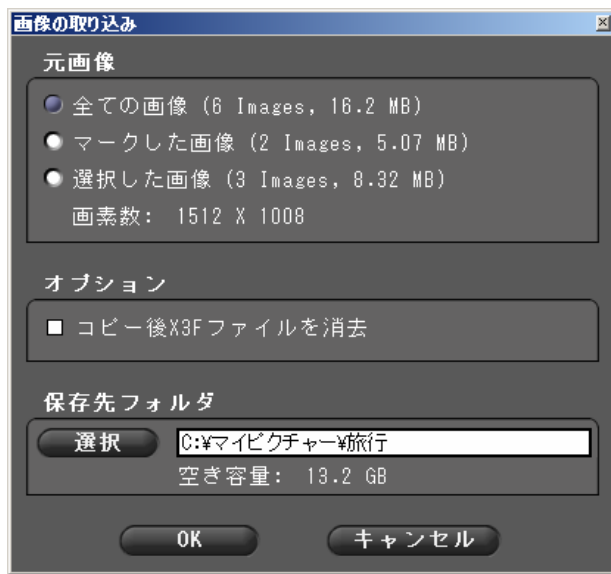 画像の取り込み
元画像
全ての画像 (6 Images, 16.2 MB)
マークした画像 (2 Images, 5.07 MB)
選択した画像 (3 Images, 8.32 MB)
画素数: 1512 X 1008
オプション
コピー後X3Fファイルを消去
保存先フォルダ
選択 C:¥マイピクチャー¥旅行
空き容量: 13.2 GB
OK キャンセル